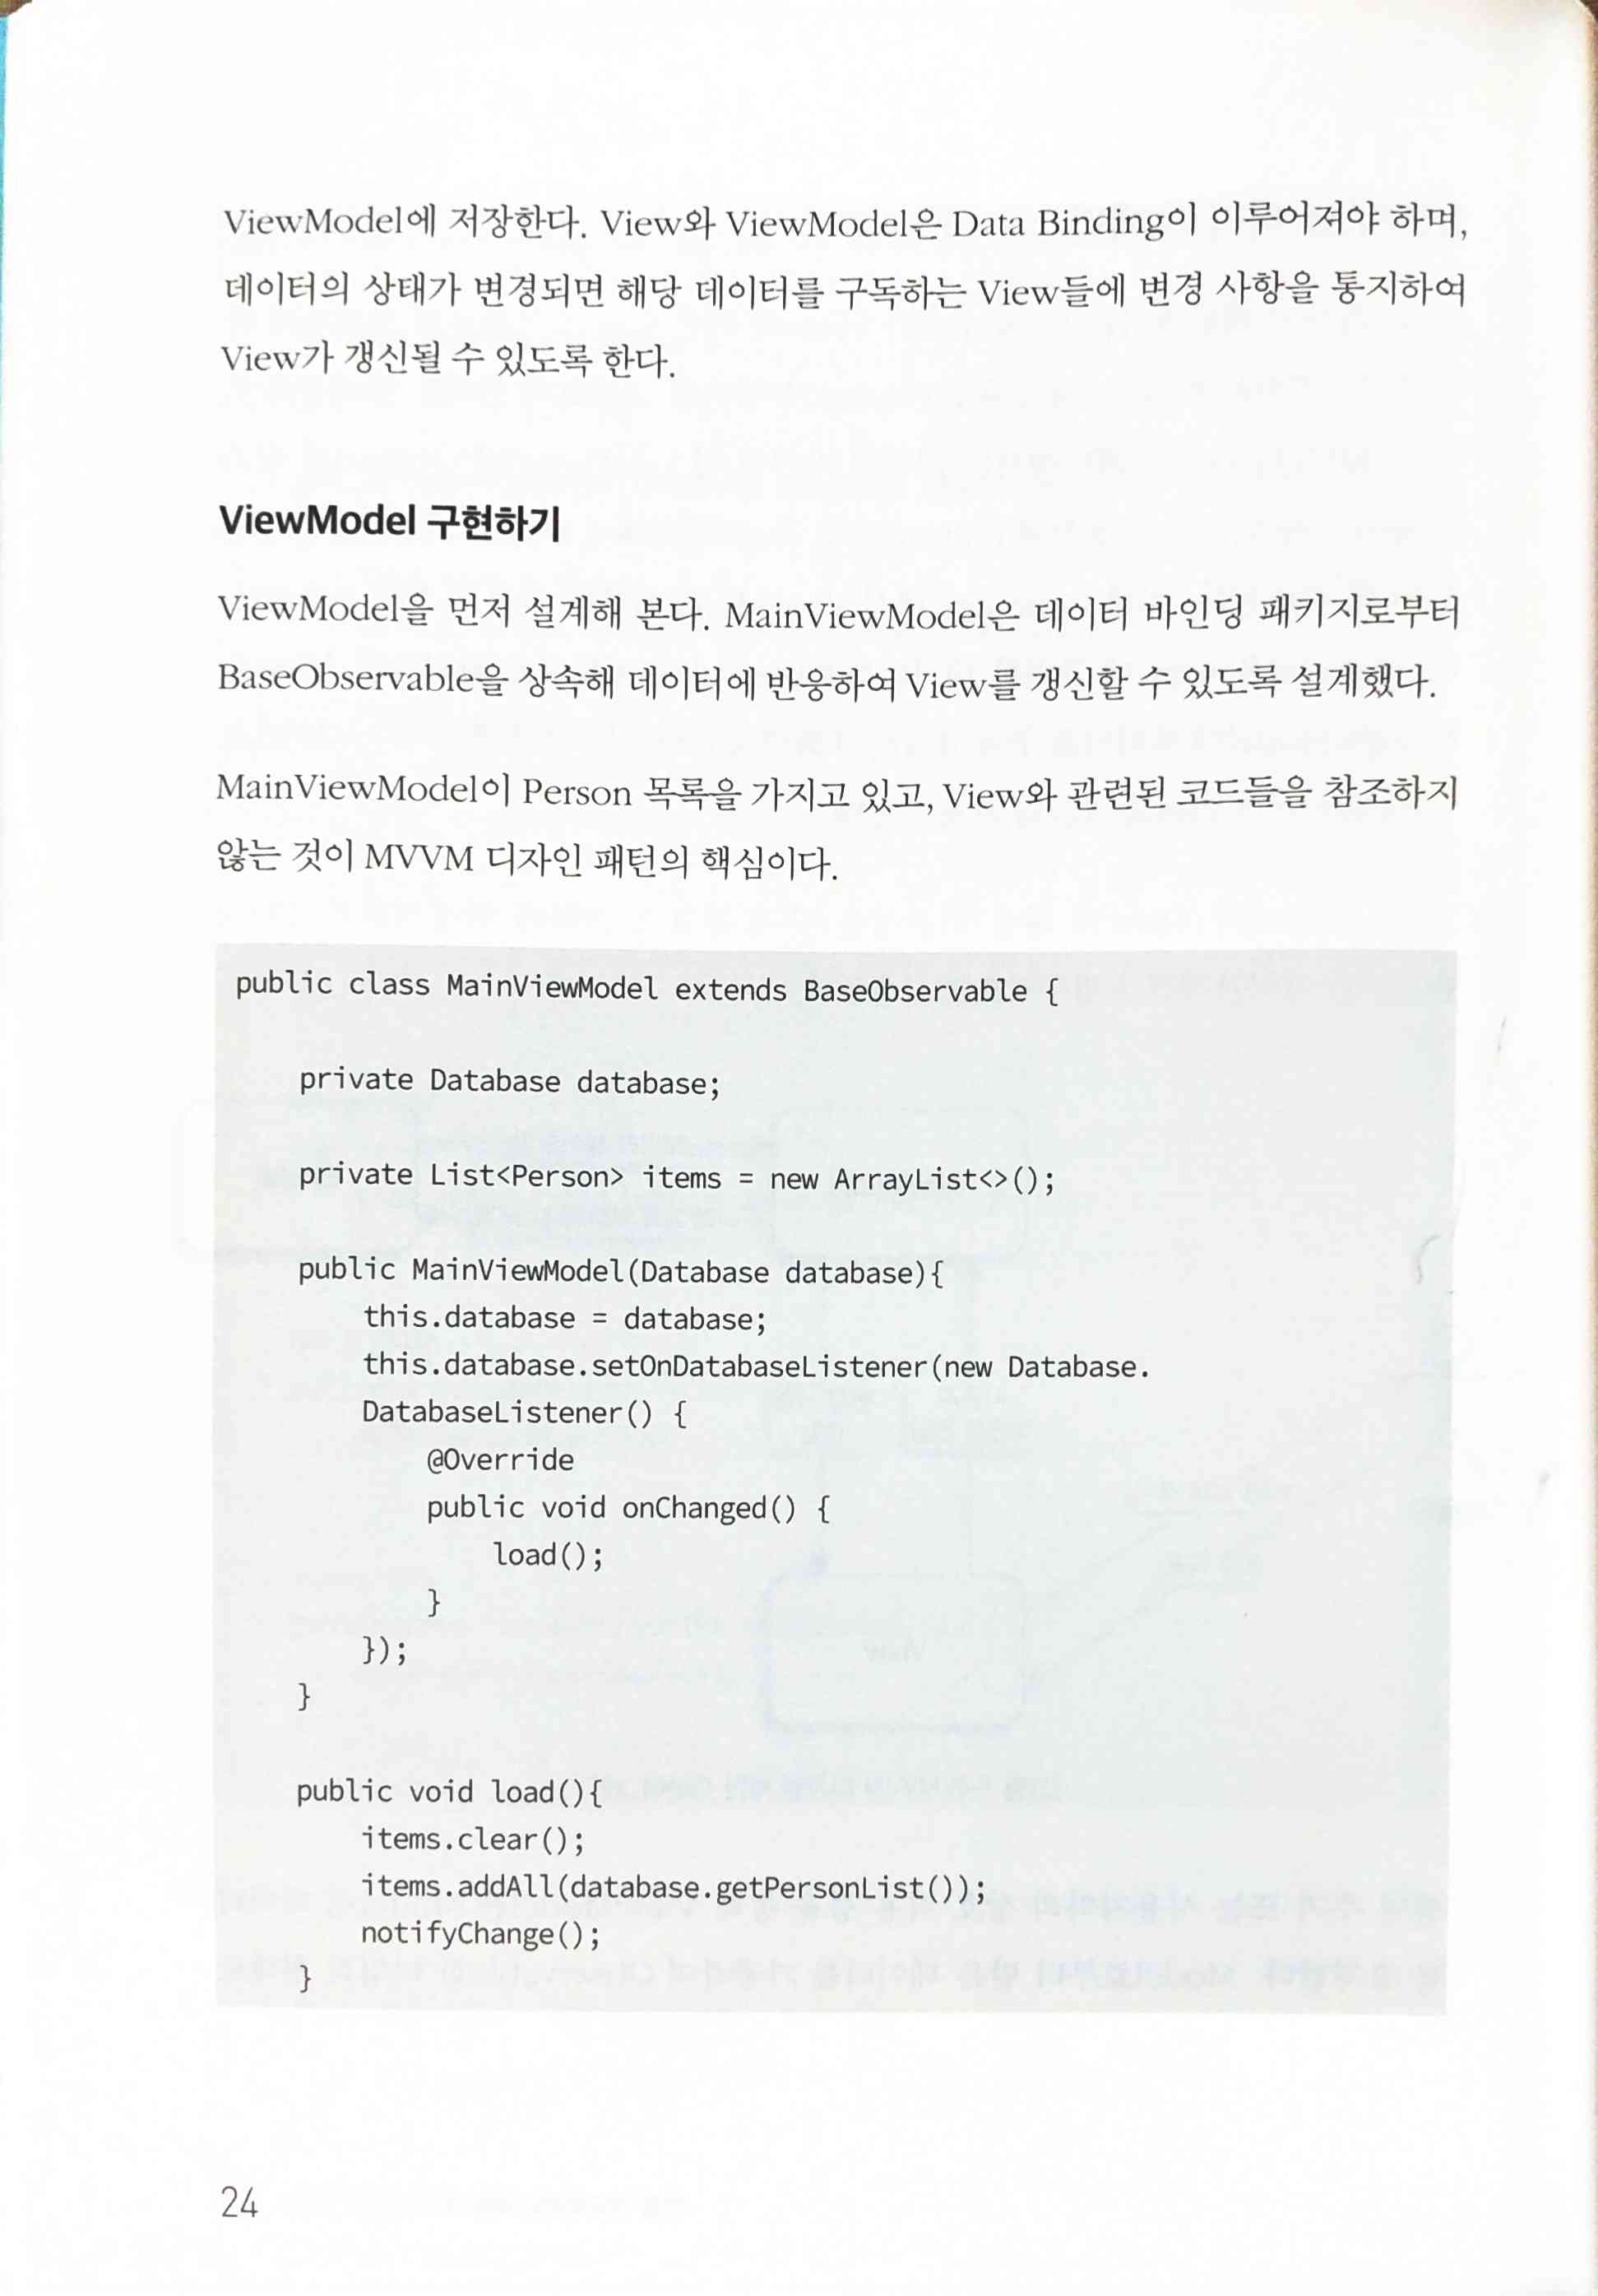 ViewModel에 저장한다. View와 ViewModel은 Data Binding이 이루어져야 하며,
데이터의 상태가 변경되면 해당 데이터를 구독하는 View들에 변경 사항을 통지하여
View가 갱신될 수 있도록 한다.
ViewModel 구현하기
ViewModel을 먼저 설계해 본다. MainViewModel은 데이터 바인딩 패키지로부터
BaseObservable을 상속해 데이터에 반응하여 View를 갱신할 수 있도록 설계했다.
MainViewModel이 Person 목록을 가지고 있고, View와 관련된 코드들을 참조하지
않는 것이 MVVM 디자인 패턴의 핵심이다.
public class MainViewModel extends BaseObservable {
    private Database database;
    private List<Person> items = new ArrayList<>();
    public MainViewModel(Database database){
        this.database = database;
        this.database.setOnDatabaseListener(new Database.
        DatabaseListener() {
            @Override
            public void onChanged() {
                load();
            }
        });
    }
    public void load(){
        items.clear();
        items.addAll(database.getPersonList());
        notifyChange();
    }
24